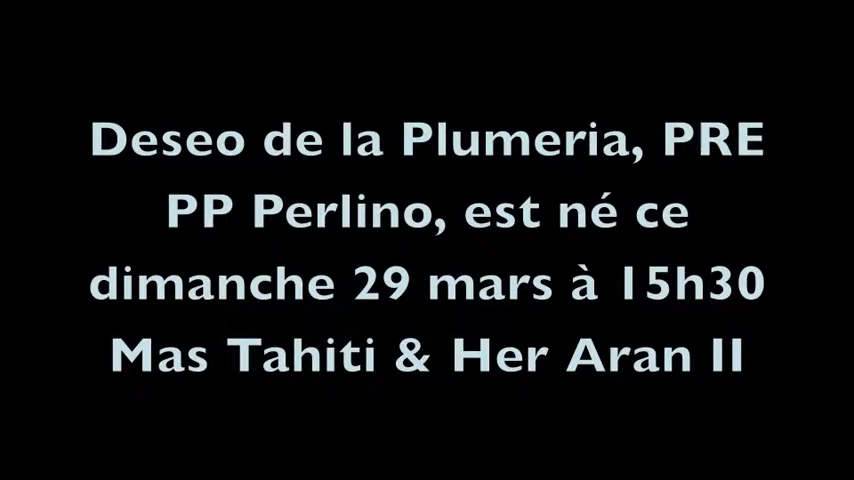 Deseo de la Plumeria, PRE
PP Perlino, est né ce
dimanche 29 mars à 15h30
Mas Tahiti & Her Aran II